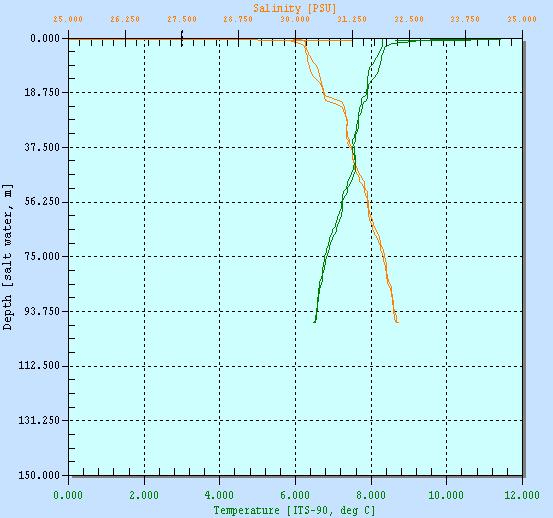 Salinity [PSU]
25.000 26.250 27.500 28.750 30.000 31.250 32.500 33.750 35.000
0.000
18.750
37.500
56.250
75.000
93.750
112.500
131.250
150.000
Depth [salt water, m]
0.000 2.000 4.000 6.000 8.000 10.000 12.000
Temperature [ITS-90, deg C]